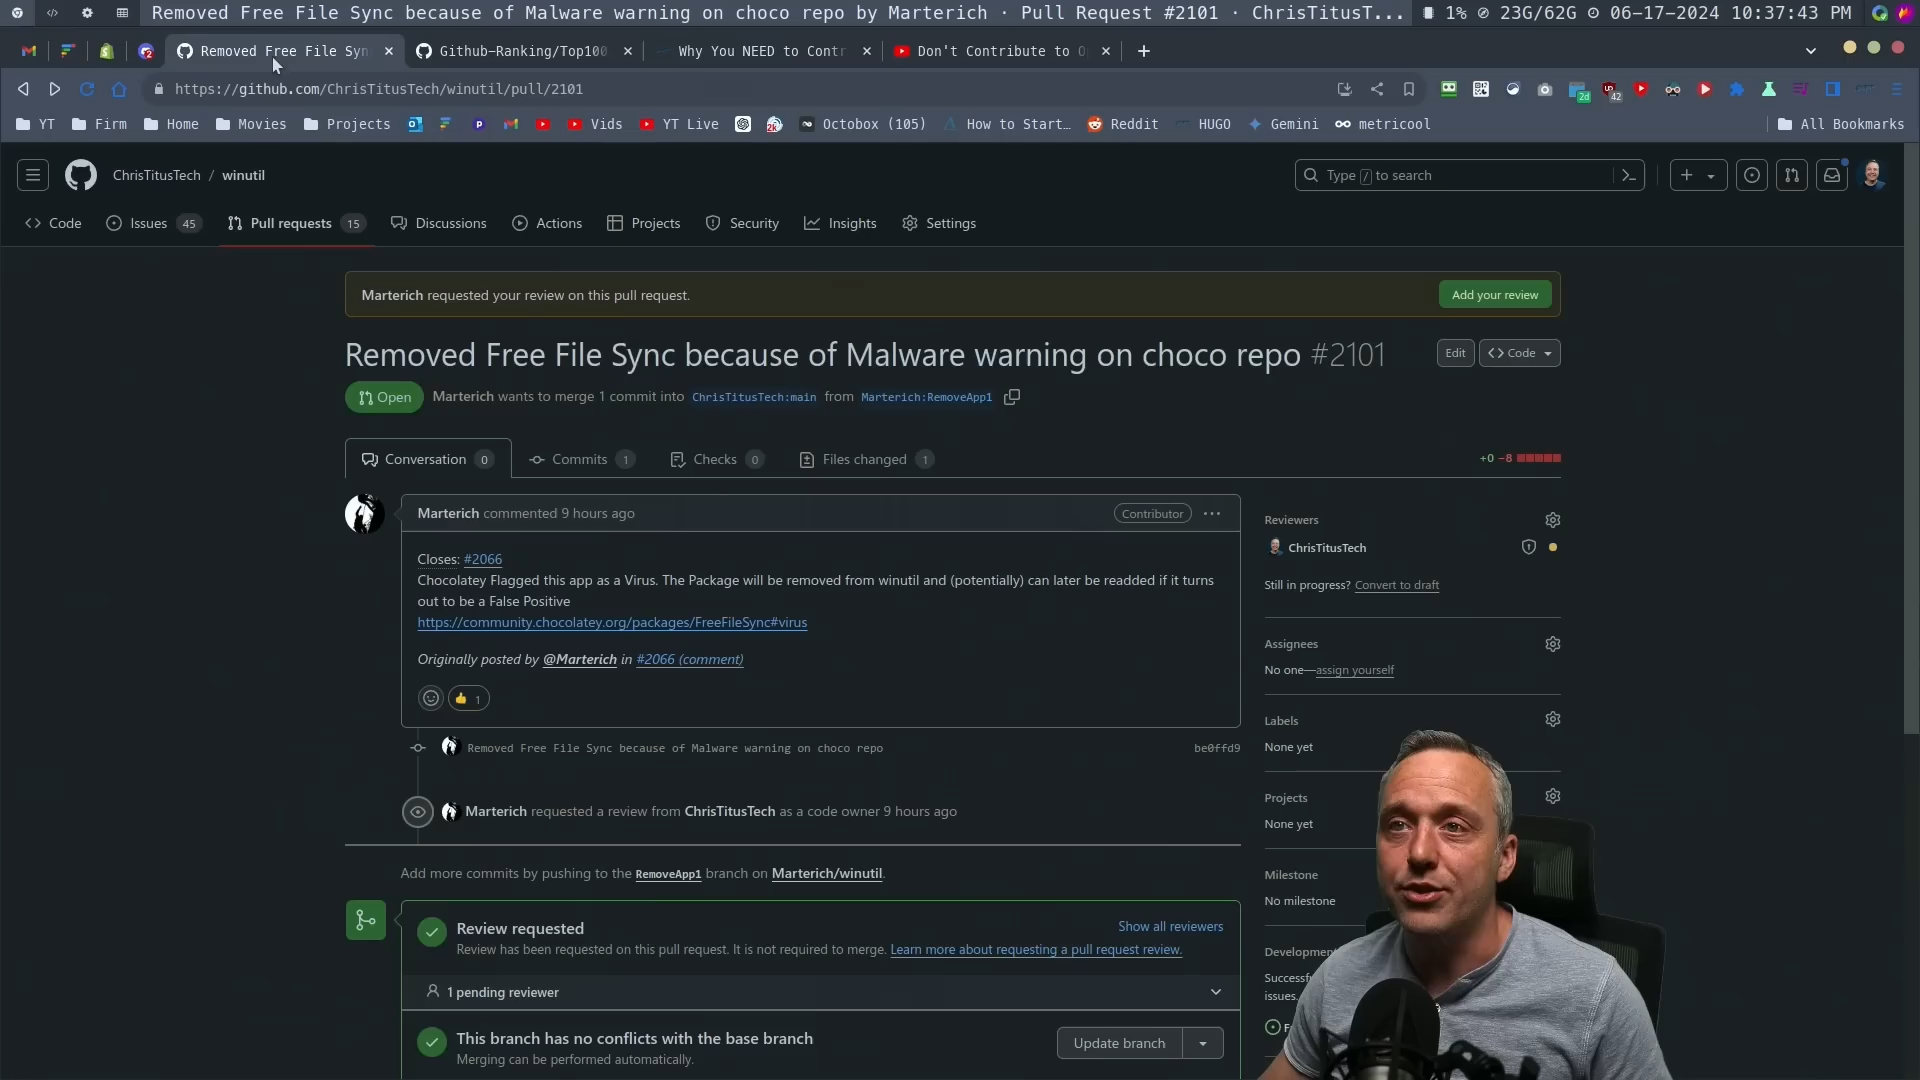 Removed Free File Sync because of Malware warning on choco repo by Marterich · Pull Request #2101 · ChrisTitusT...
1% 23G/62G 06-17-2024 10:37:43 PM
Removed Free File Syn
Github-Ranking/Top100
Why You NEED to Contr
Don't Contribute to O
https://github.com/ChrisTitusTech/winutil/pull/2101
2d
42
YT Firm Home Movies Projects Vids YT Live Octobox (105) How to Start... Reddit HUGO Gemini metricool All Bookmarks
ChrisTitusTech / winutil
Type / to search
Code Issues 45 Pull requests 15 Discussions Actions Projects Security Insights Settings
Marterich requested your review on this pull request.
Add your review
Removed Free File Sync because of Malware warning on choco repo #2101
Edit Code
Open Marterich wants to merge 1 commit into ChrisTitusTech:main from Marterich:RemoveApp1
Conversation 0 Commits 1 Checks 0 Files changed 1
+0 −8
Marterich commented 9 hours ago
Contributor
Closes: #2066
Chocolatey Flagged this app as a Virus. The Package will be removed from winutil and (potentially) can later be readded if it turns
out to be a False Positive
https://community.chocolatey.org/packages/FreeFileSync#virus
Originally posted by @Marterich in #2066 (comment)
1
Removed Free File Sync because of Malware warning on choco repo
be0ffd9
Marterich requested a review from ChrisTitusTech as a code owner 9 hours ago
Add more commits by pushing to the RemoveApp1 branch on Marterich/winutil.
Review requested
Show all reviewers
Review has been requested on this pull request. It is not required to merge. Learn more about requesting a pull request review.
1 pending reviewer
This branch has no conflicts with the base branch
Merging can be performed automatically.
Update branch
Reviewers
ChrisTitusTech
Still in progress? Convert to draft
Assignees
No one—assign yourself
Labels
None yet
Projects
None yet
Milestone
No milestone
Development
Successf
issues.